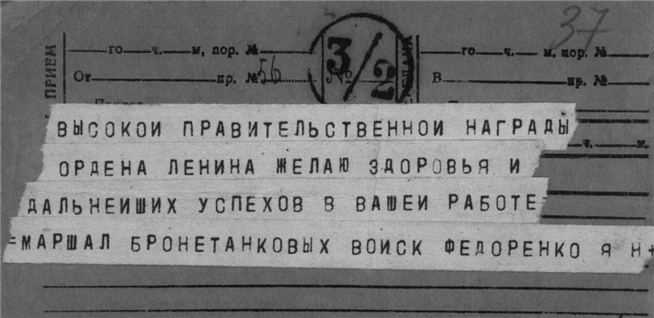 37
го ч. м, пор. № го ч. м, пор. №
ПРИЕМ
3/2
От пр. № 56 № В пр. №
ВЫСОКОИ ПРАВИТЕЛЬСТВЕННОИ НАГРАДЫ
ч. м.
ОРДЕНА ЛЕНИНА ЖЕЛАЮ ЗДОРОВЬЯ И
ДАЛЬНЕИШИХ УСПЕХОВ В ВАШЕИ РАБОТЕ=
=МАРШАЛ БРОНЕТАНКОВЫХ ВОИСК ФЕДОРЕНКО Я Н+